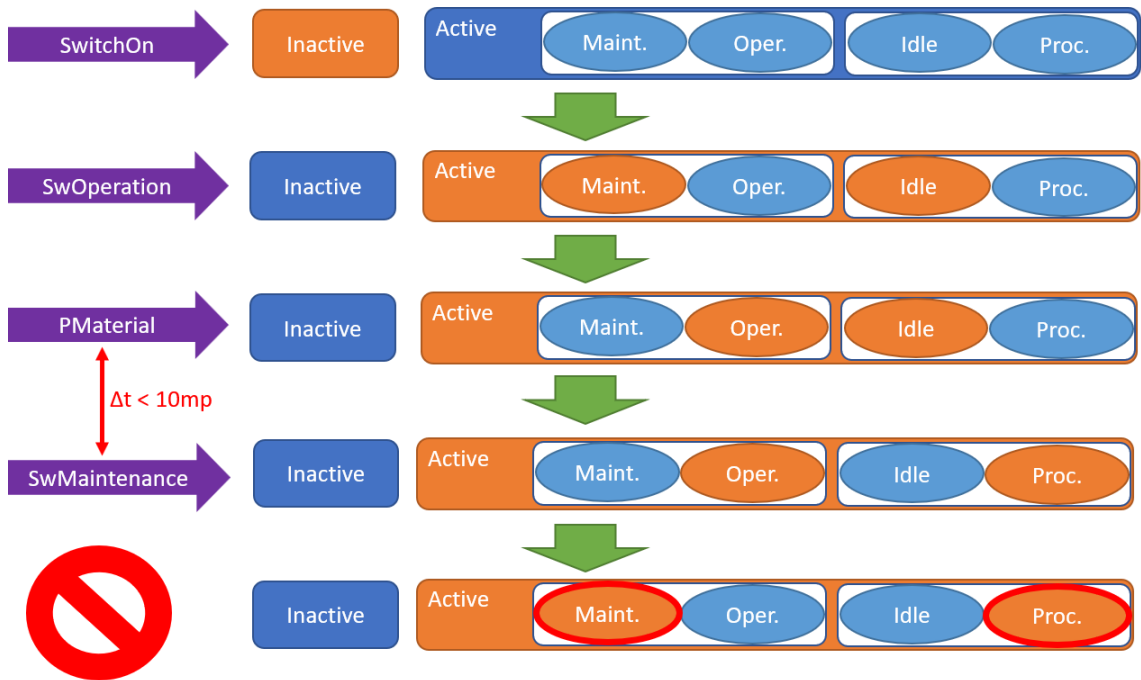 SwitchOn
Inactive
Active
Maint.
Oper.
Idle
Proc.
SwOperation
Inactive
Active
Maint.
Oper.
Idle
Proc.
PMaterial
Inactive
Active
Maint.
Oper.
Idle
Proc.
Δt < 10mp
SwMaintenance
Inactive
Active
Maint.
Oper.
Idle
Proc.
Inactive
Active
Maint.
Oper.
Idle
Proc.